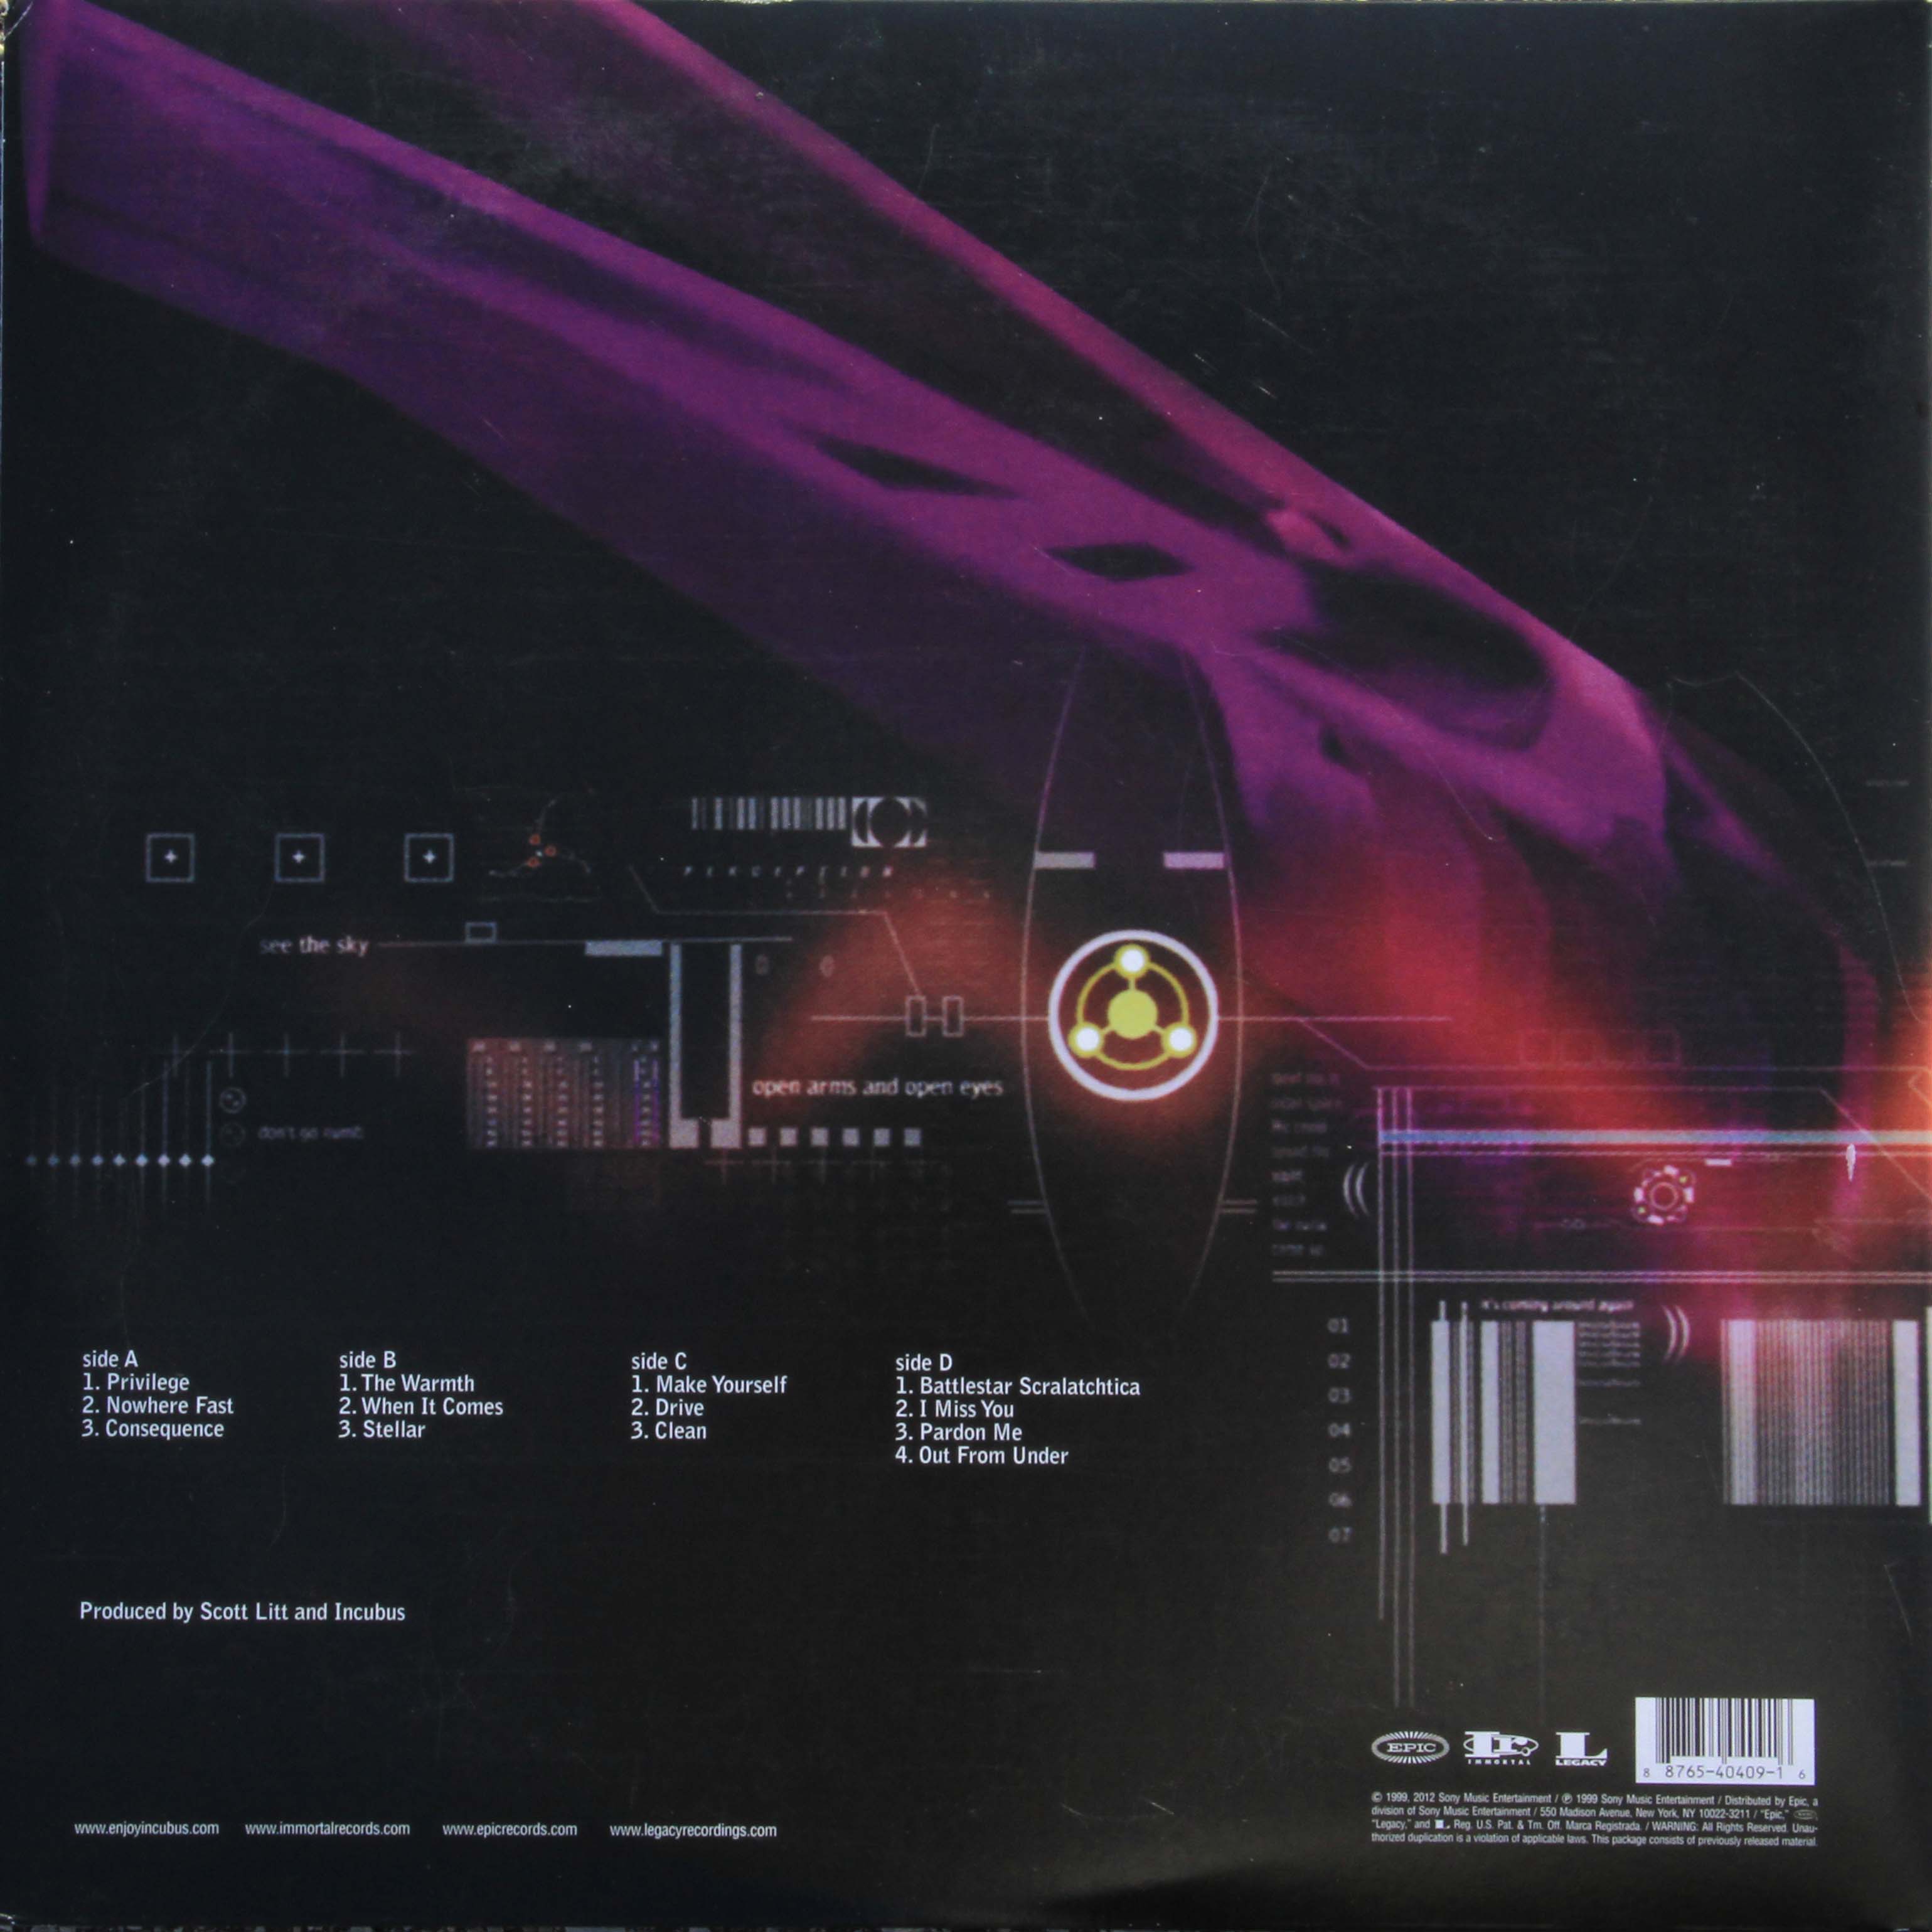 PERCEPTION
see the sky
open arms and open eyes
don't go numb
it's coming around again
01
02
03
04
05
06
07
side A
1. Privilege
2. Nowhere Fast
3. Consequence
side B
1. The Warmth
2. When It Comes
3. Stellar
side C
1. Make Yourself
2. Drive
3. Clean
side D
1. Battlestar Scralatchtica
2. I Miss You
3. Pardon Me
4. Out From Under
Produced by Scott Litt and Incubus
EPIC
Ir.
IMMORTAL
L
LEGACY
8 8765-40409-1 6
© 1999, 2012 Sony Music Entertainment / ℗ 1999 Sony Music Entertainment / Distributed by Epic, a
division of Sony Music Entertainment / 550 Madison Avenue, New York, NY 10022-3211 / "Epic,"
"Legacy," and L Reg. U.S. Pat. & Tm. Off. Marca Registrada. / WARNING: All Rights Reserved. Unau-
thorized duplication is a violation of applicable laws. This package consists of previously released material.
www.enjoyincubus.com www.immortalrecords.com www.epicrecords.com www.legacyrecordings.com